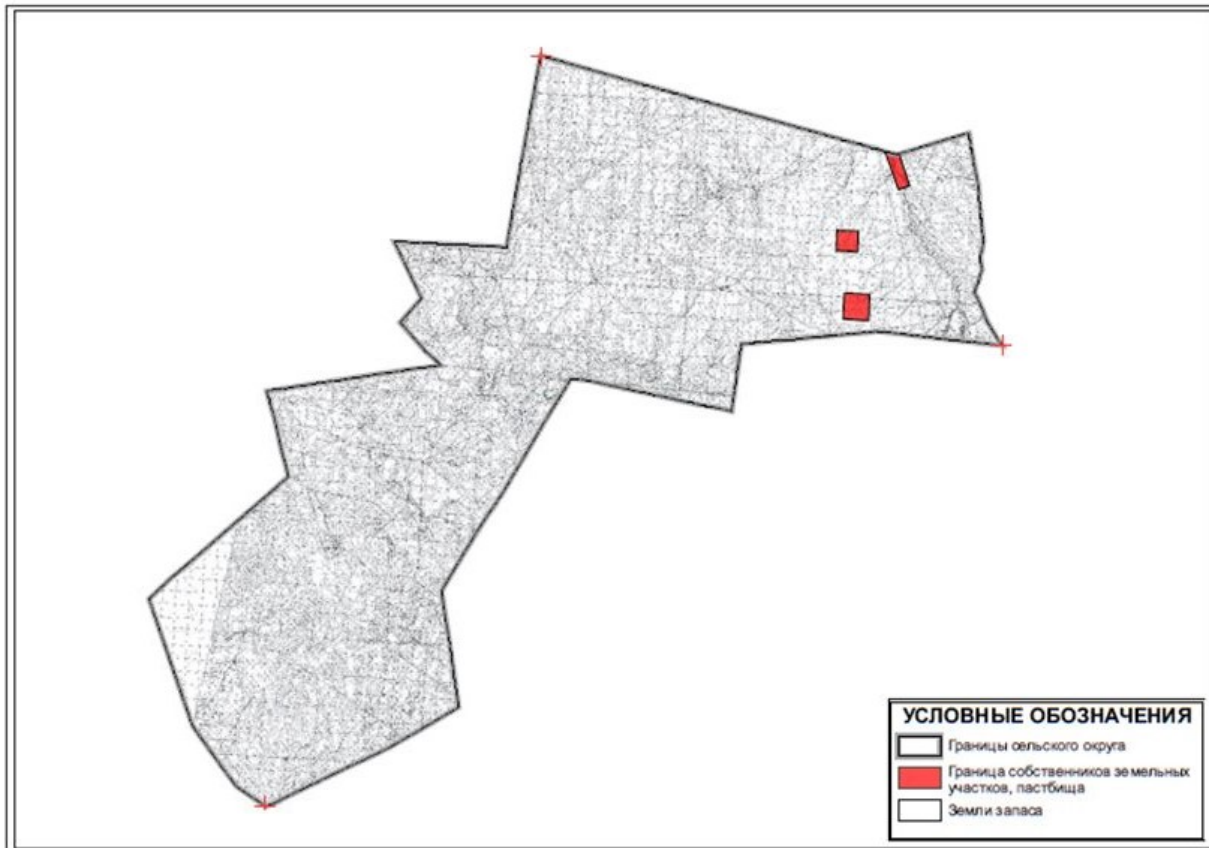 УСЛОВНЫЕ ОБОЗНАЧЕНИЯ
Границы сельского округа
Граница собственников земельных
участков, пастбища
Земли запаса